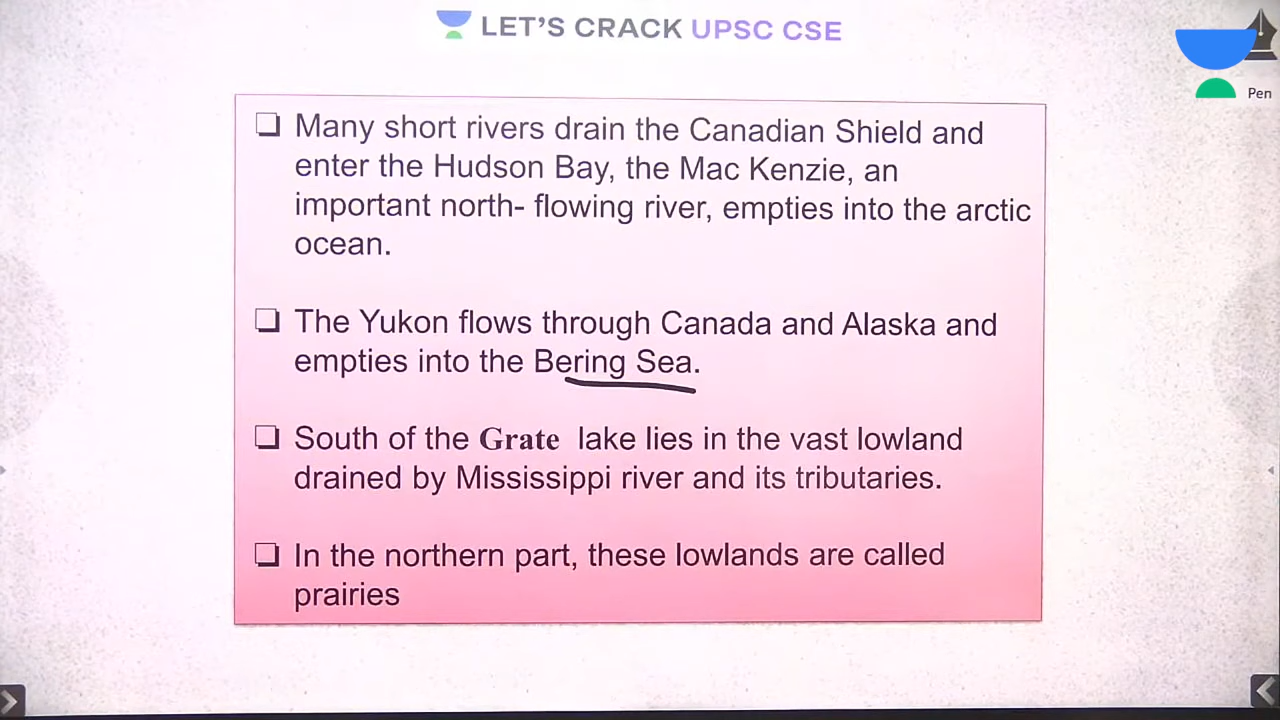 LET'S CRACK UPSC CSE
Pen
❑ Many short rivers drain the Canadian Shield and
enter the Hudson Bay, the Mac Kenzie, an
important north- flowing river, empties into the arctic
ocean.
❑ The Yukon flows through Canada and Alaska and
empties into the Bering Sea.
❑ South of the Grate lake lies in the vast lowland
drained by Mississippi river and its tributaries.
❑ In the northern part, these lowlands are called
prairies